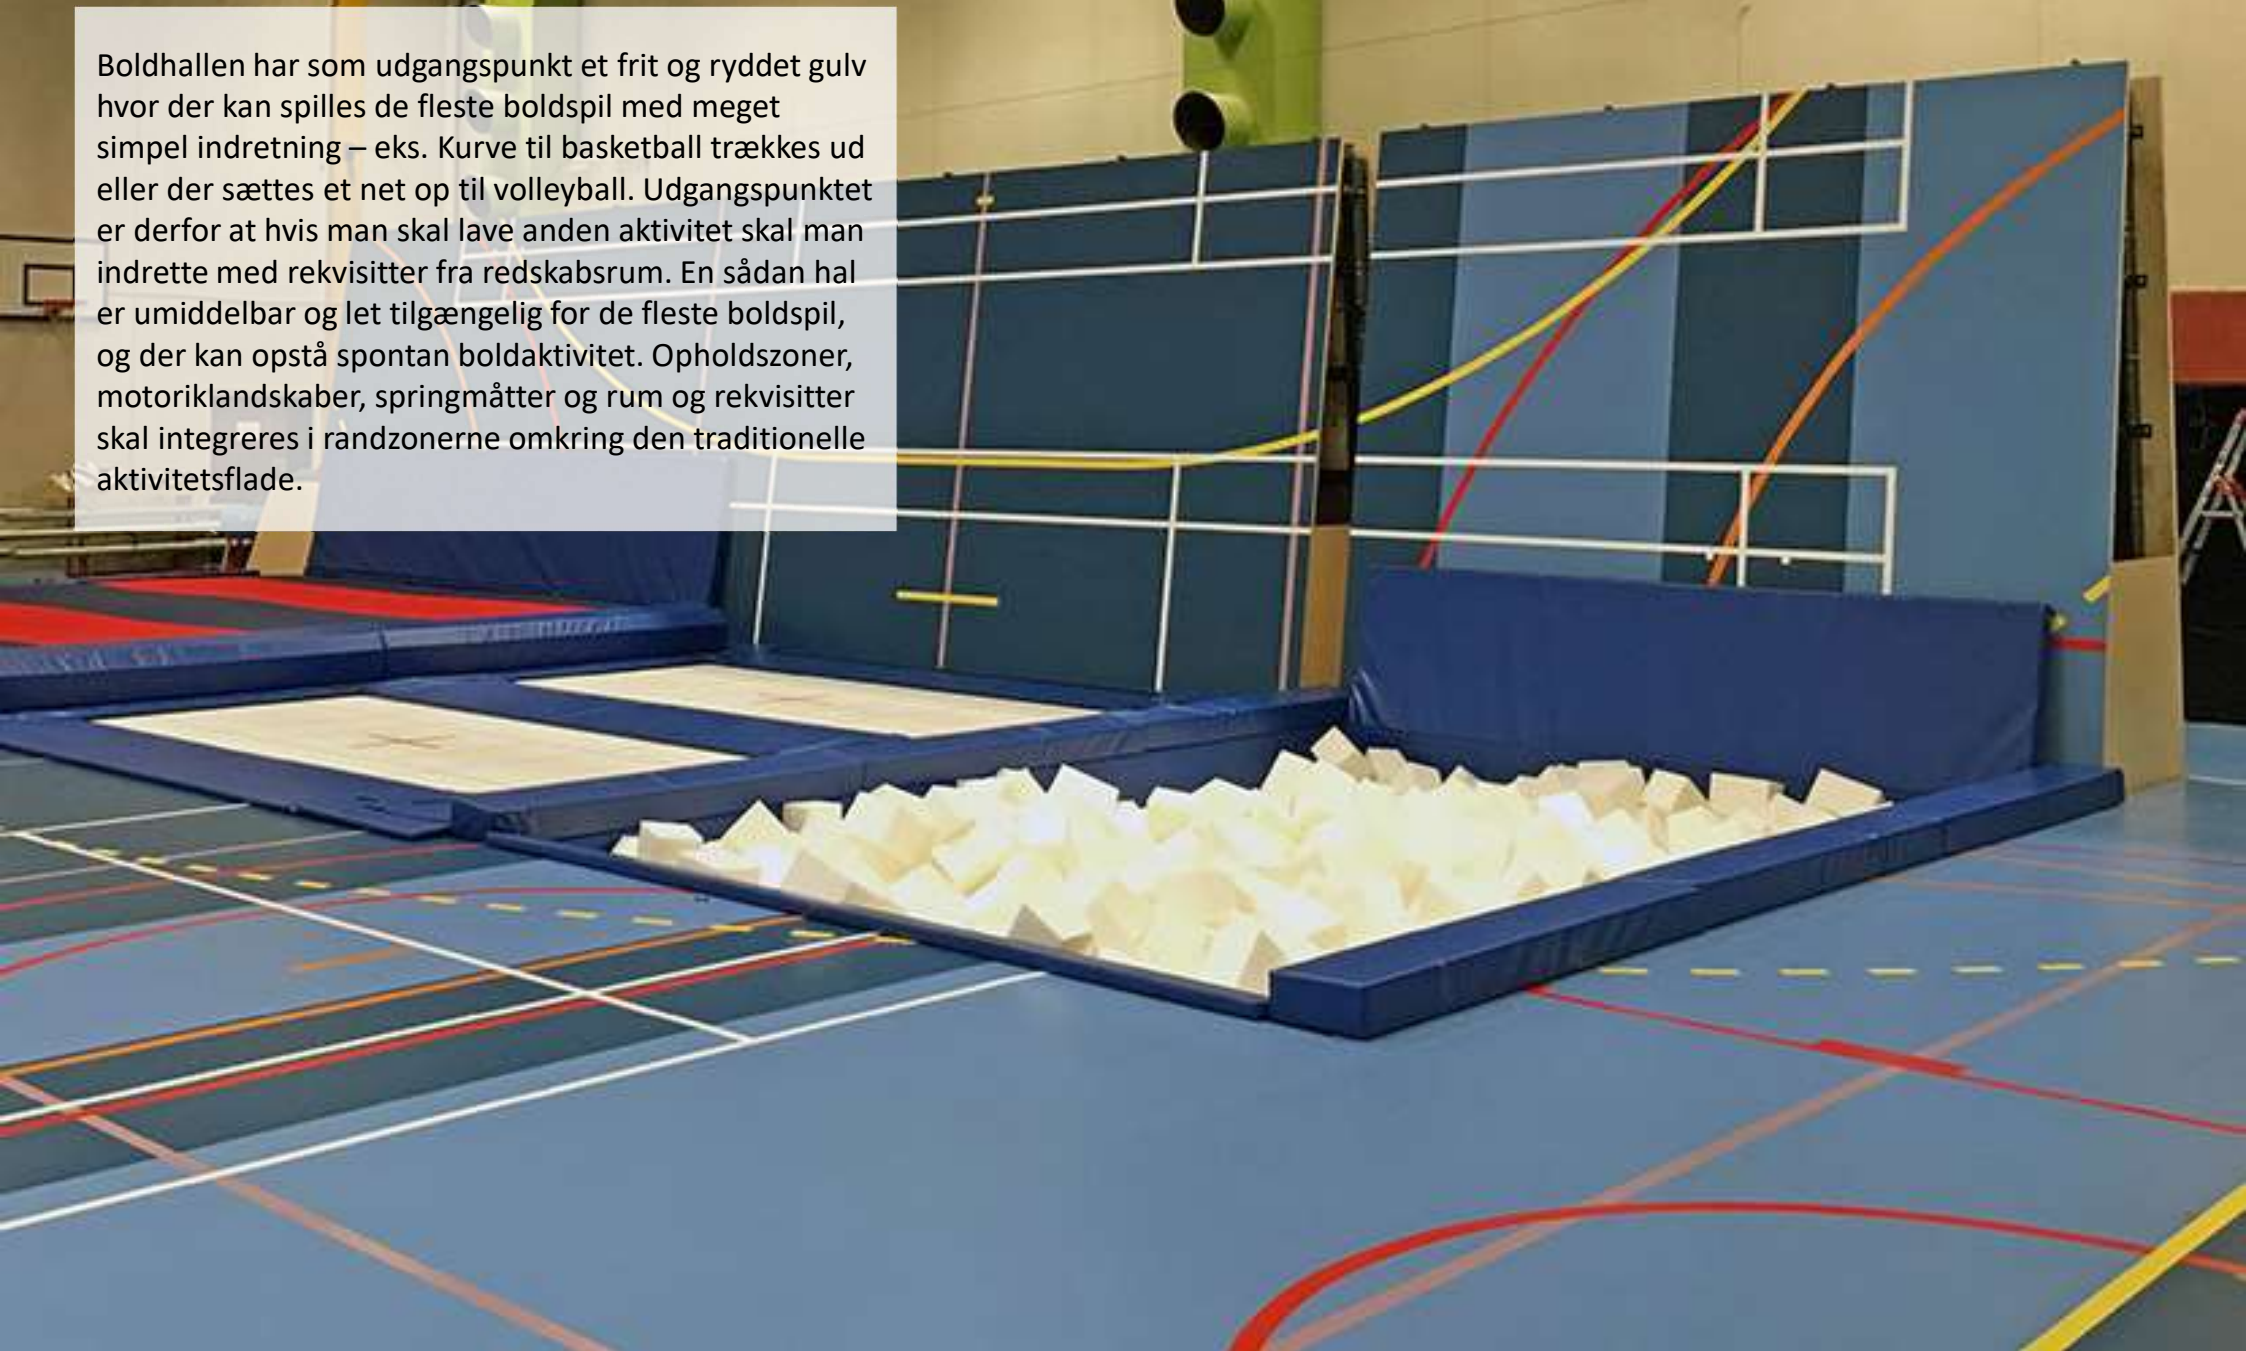 Boldhallen har som udgangspunkt et frit og ryddet gulv
hvor der kan spilles de fleste boldspil med meget
simpel indretning – eks. Kurve til basketball trækkes ud
eller der sættes et net op til volleyball. Udgangspunktet
er derfor at hvis man skal lave anden aktivitet skal man
indrette med rekvisitter fra redskabsrum. En sådan hal
er umiddelbar og let tilgængelig for de fleste boldspil,
og der kan opstå spontan boldaktivitet. Opholdszoner,
motoriklandskaber, springmåtter og rum og rekvisitter
skal integreres i randzonerne omkring den traditionelle
aktivitetsflade.